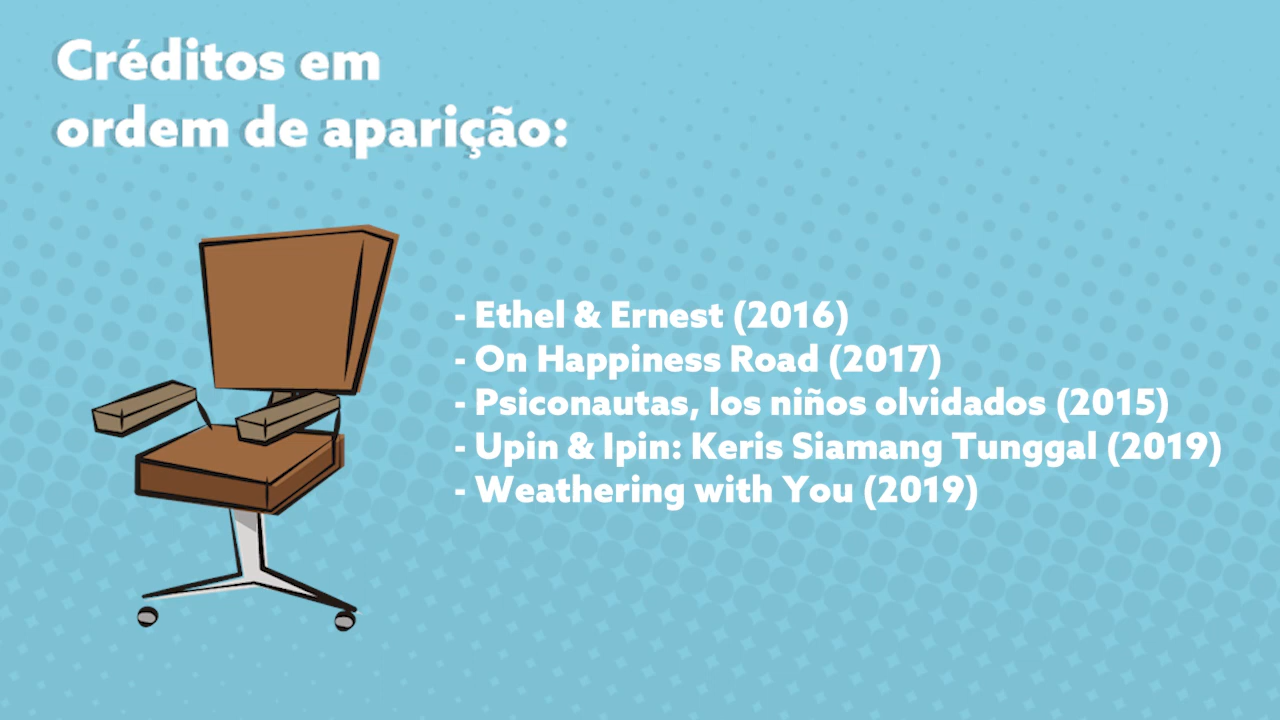 Créditos em
ordem de aparição:
- Ethel & Ernest (2016)
- On Happiness Road (2017)
- Psiconautas, los niños olvidados (2015)
- Upin & Ipin: Keris Siamang Tunggal (2019)
- Weathering with You (2019)